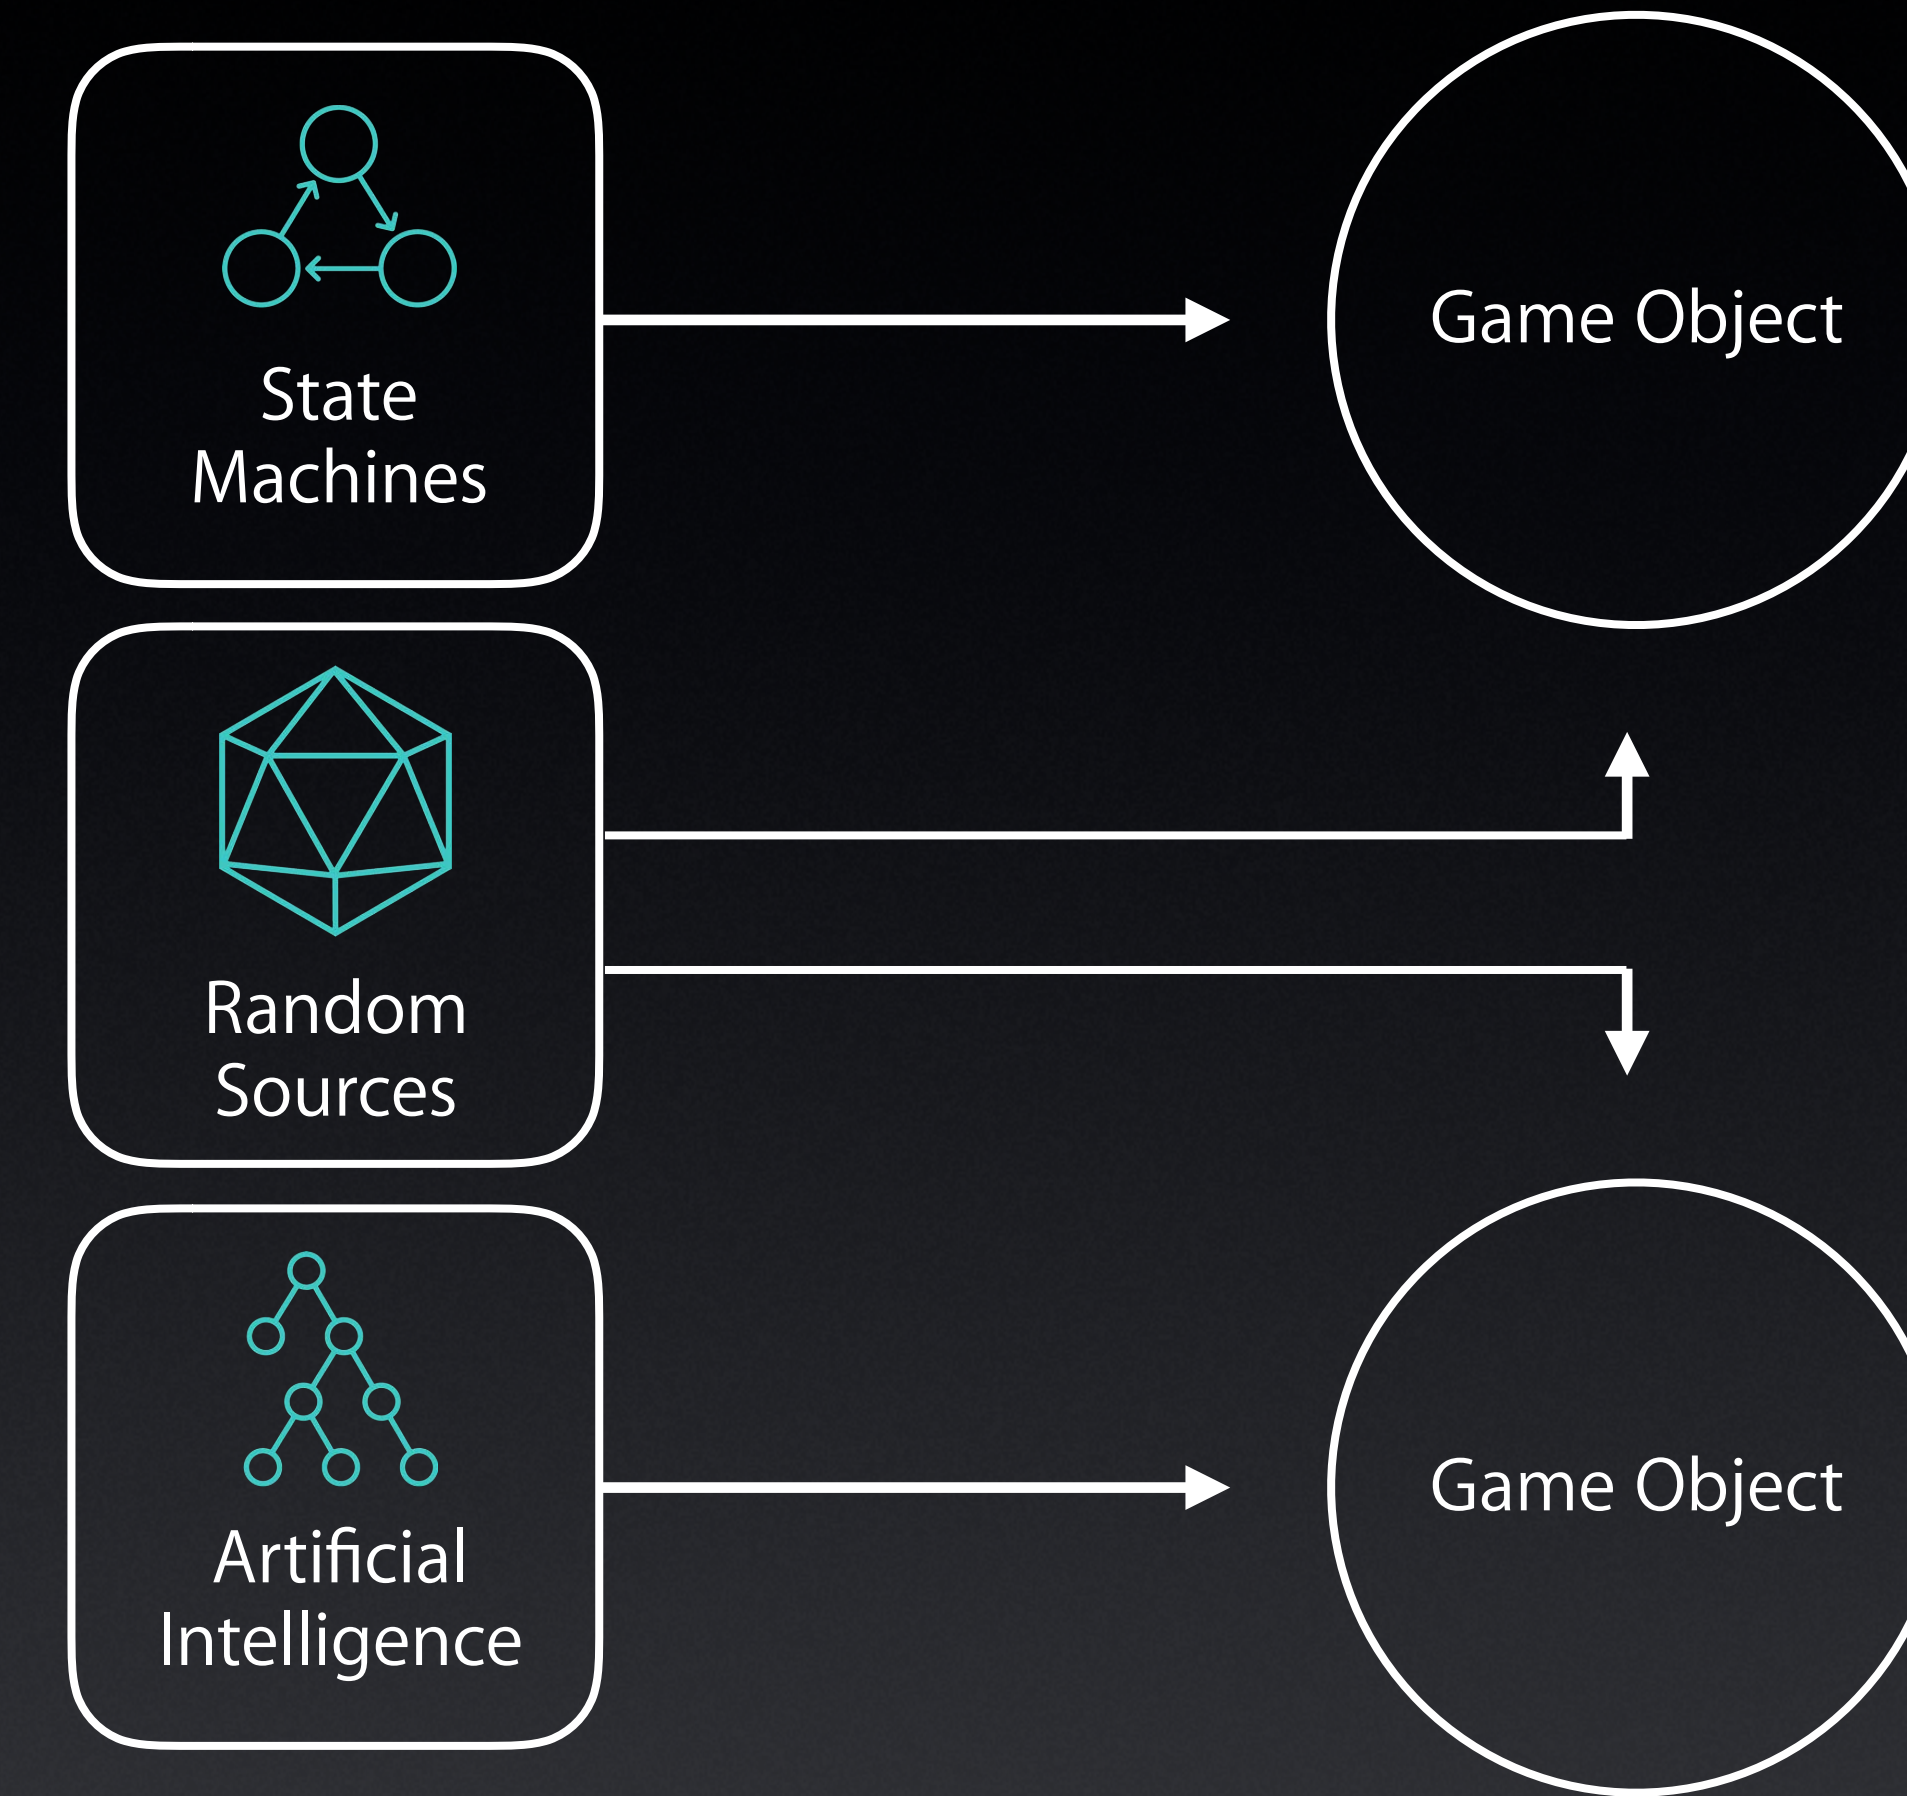 State
Machines
Game Object
Random
Sources
Artificial
Intelligence
Game Object